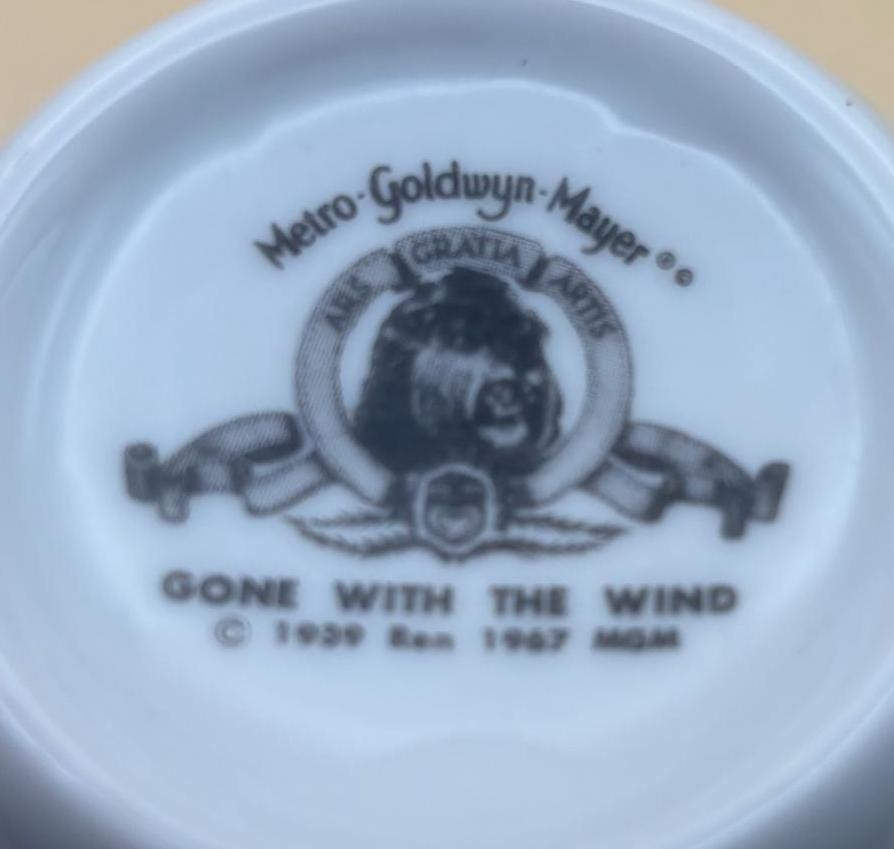 Metro-Goldwyn-Mayer
ARS GRATIA ARTIS
GONE WITH THE WIND
© 1939 Ren 1967 MGM